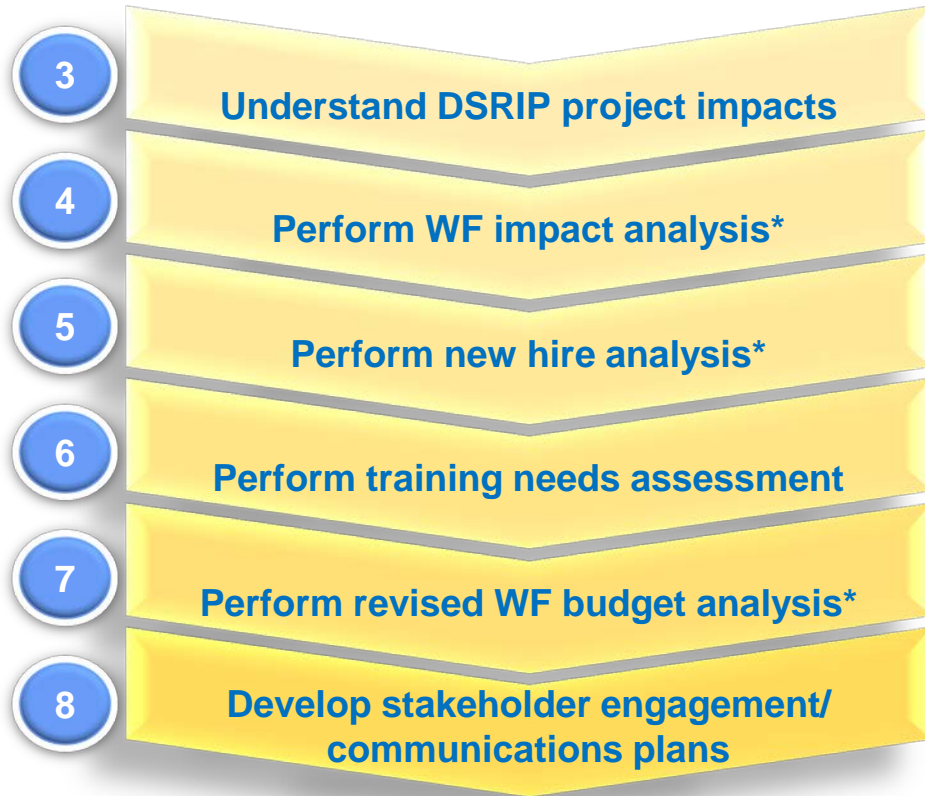 3
Understand DSRIP project impacts
4
Perform WF impact analysis*
5
Perform new hire analysis*
6
Perform training needs assessment
7
Perform revised WF budget analysis*
8
Develop stakeholder engagement/
communications plans